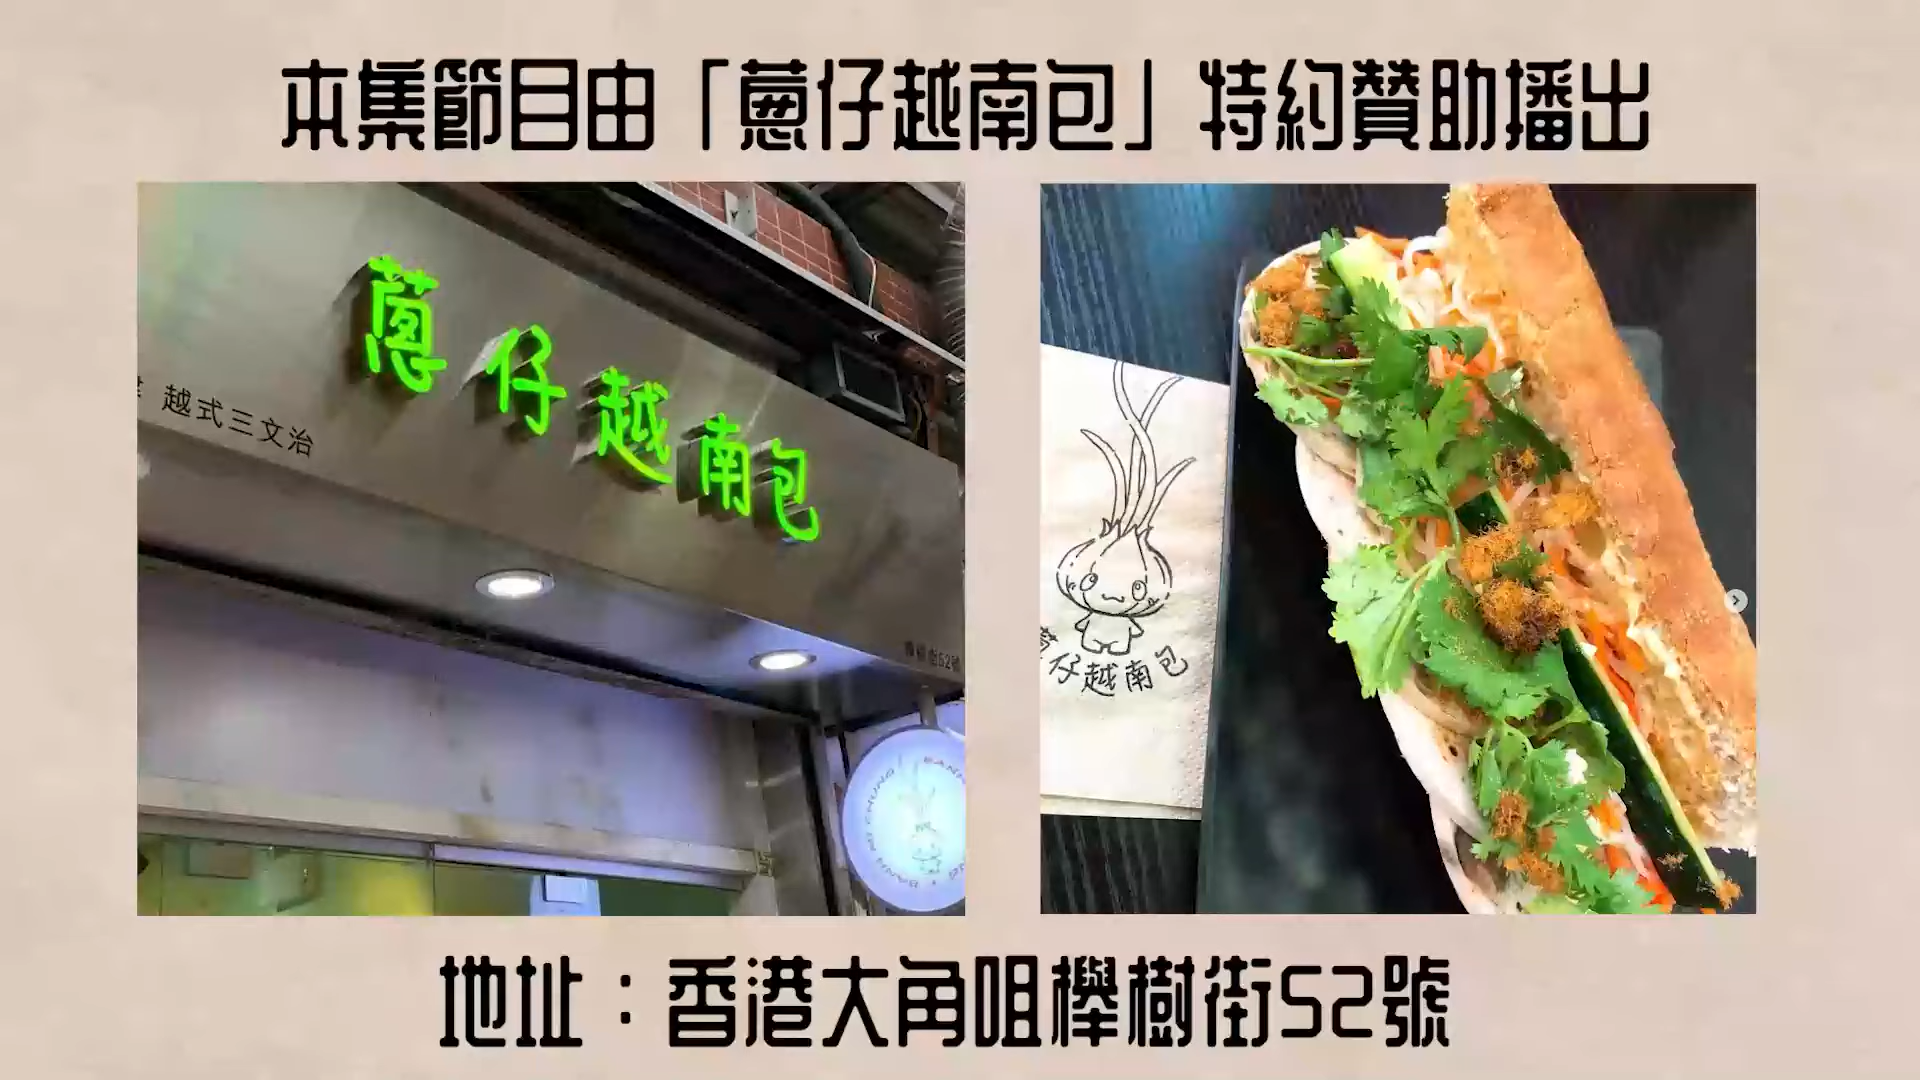 本集節目由「蔥仔越南包」特約贊助播出
蔥仔越南包
越式三文治
仔越南包
地址：香港大角咀櫸樹街52號